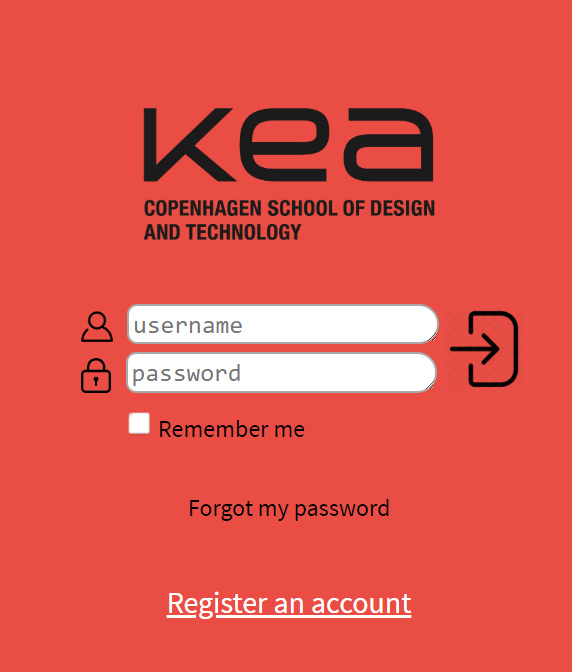 kea
COPENHAGEN SCHOOL OF DESIGN
AND TECHNOLOGY
username
password
Remember me
Forgot my password
Register an account